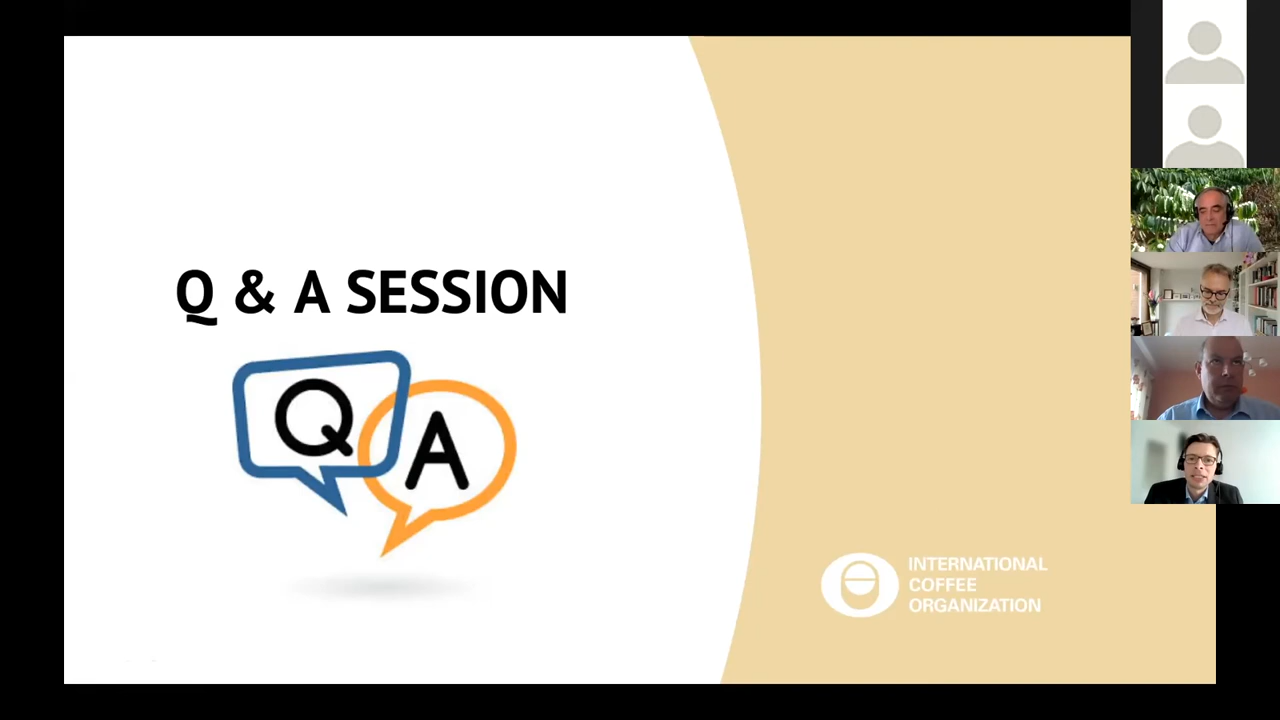 Q & A SESSION
Q
A
INTERNATIONAL
COFFEE
ORGANIZATION